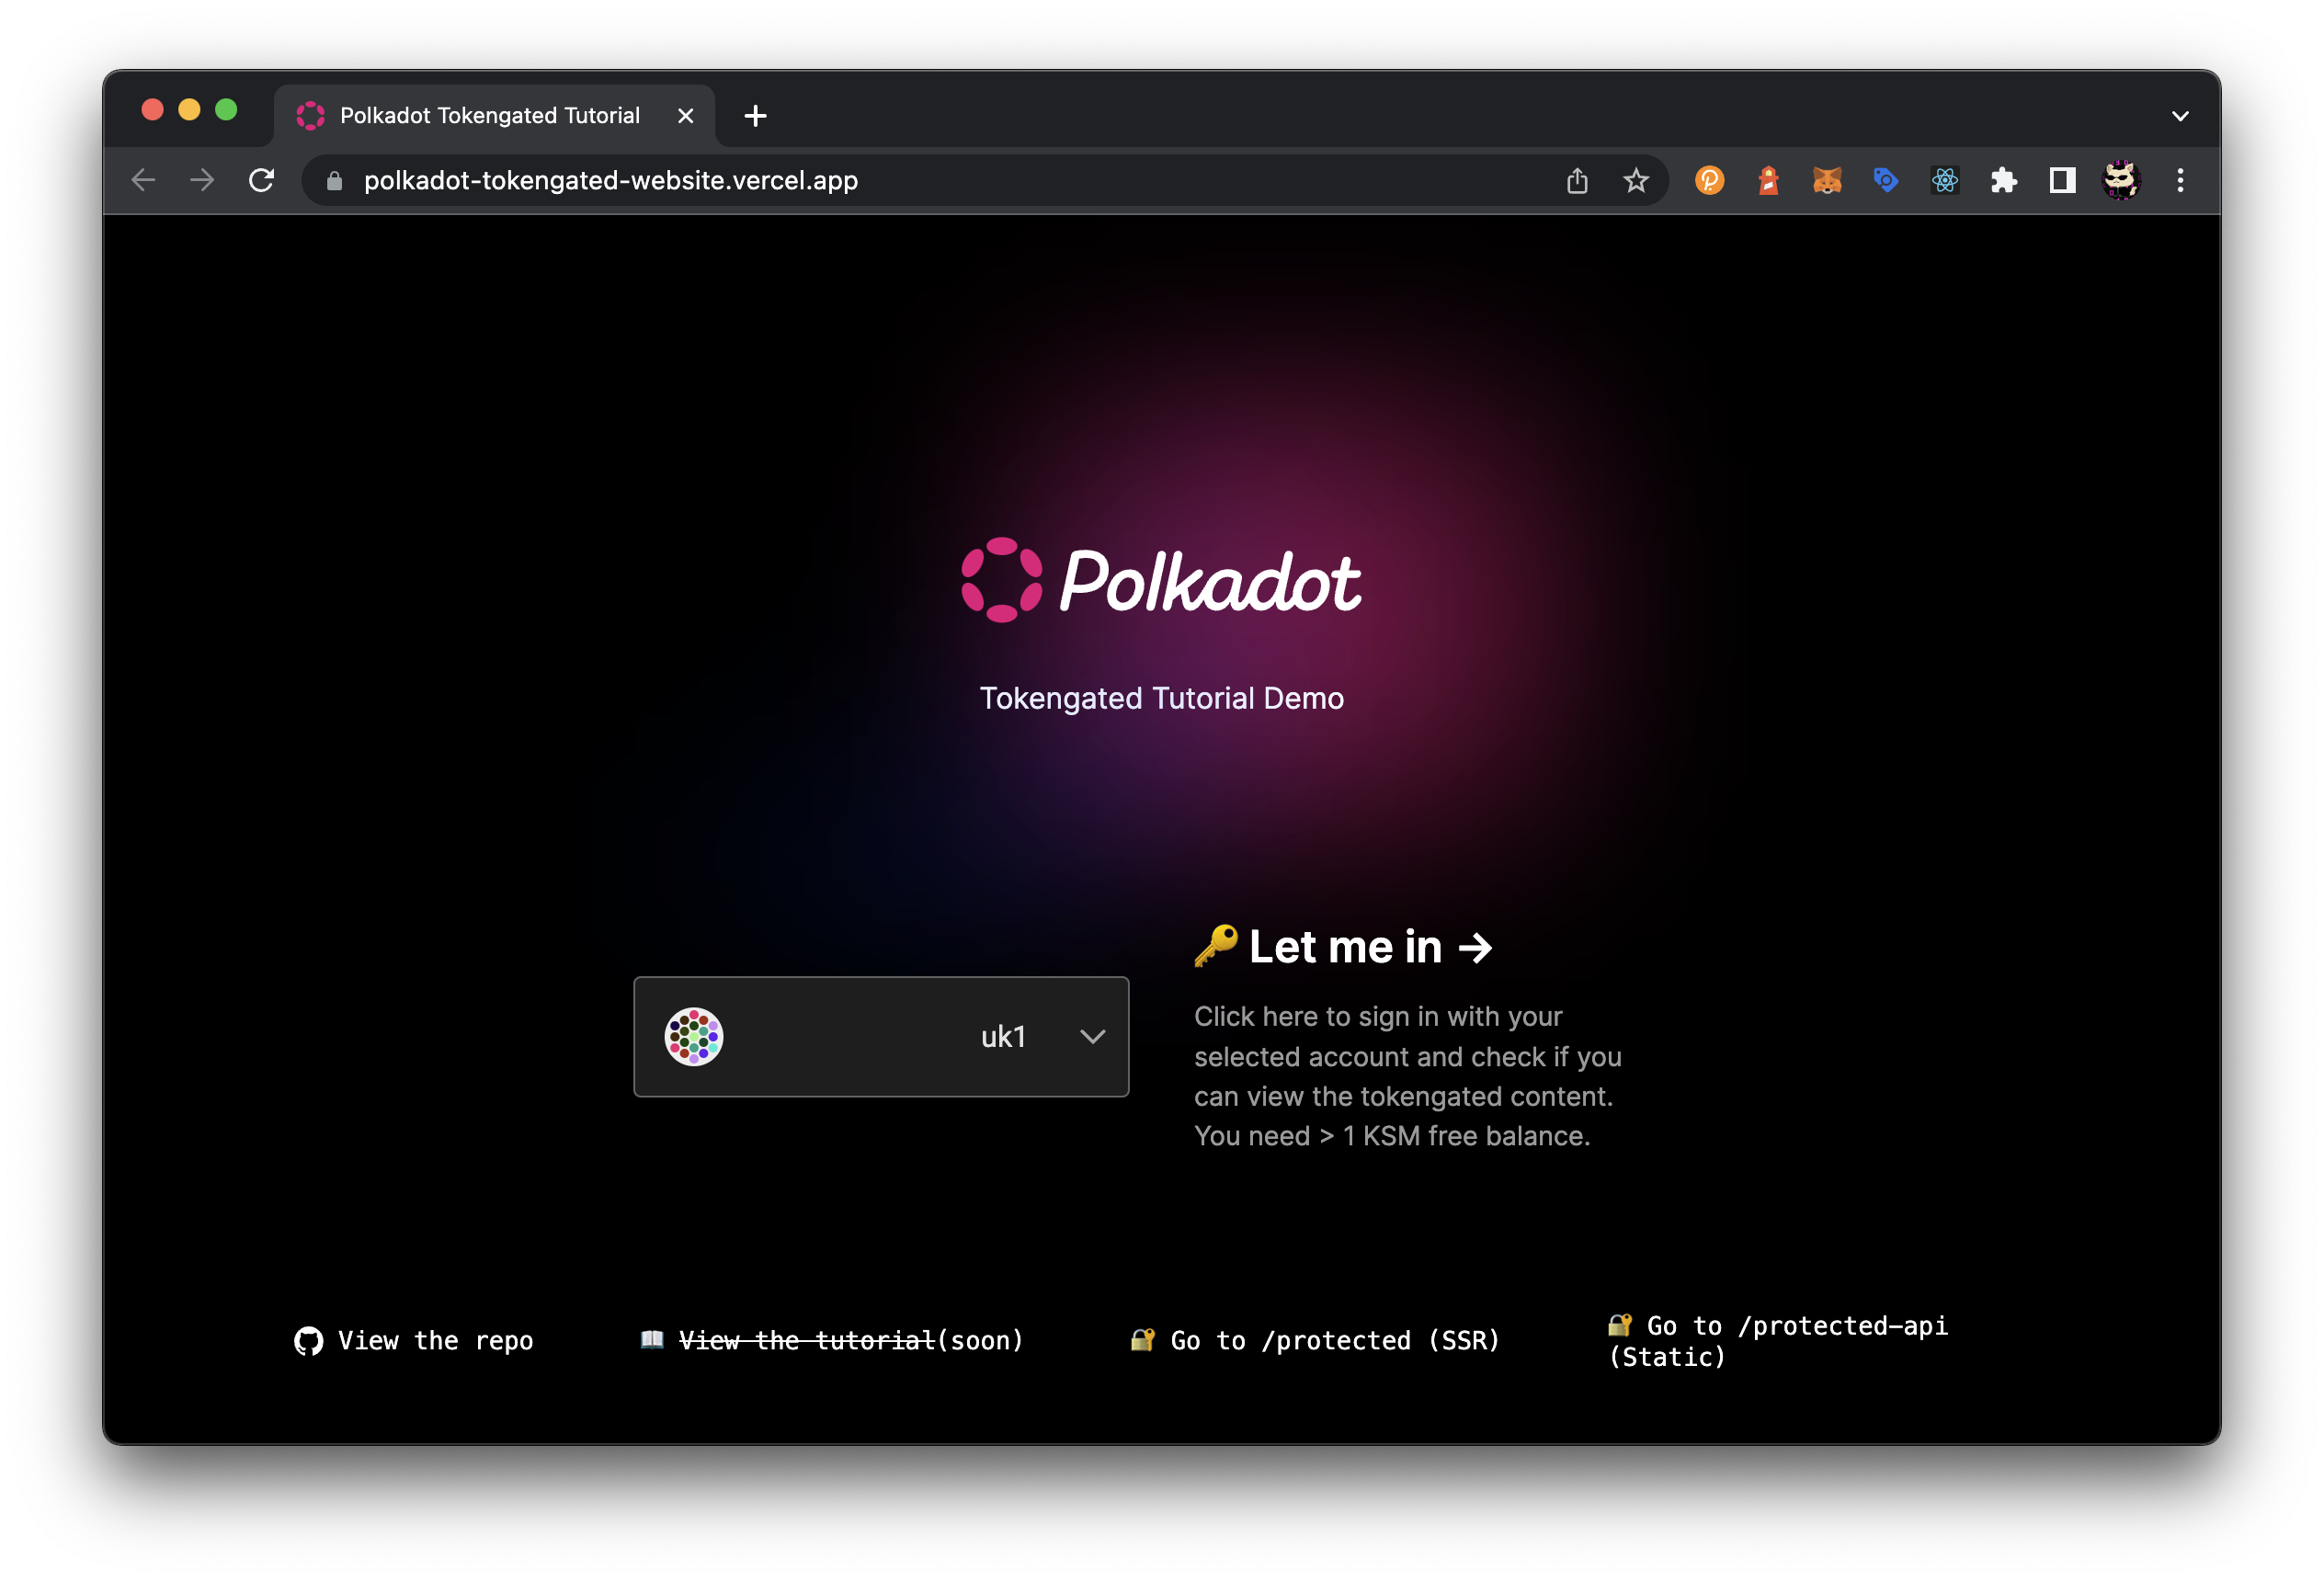 Polkadot Tokengated Tutorial
polkadot-tokengated-website.vercel.app
Polkadot
Tokengated Tutorial Demo
uk1
🔑 Let me in →
Click here to sign in with your
selected account and check if you
can view the tokengated content.
You need > 1 KSM free balance.
View the repo
📖 View the tutorial(soon)
🔐 Go to /protected (SSR)
🔐 Go to /protected-api
(Static)